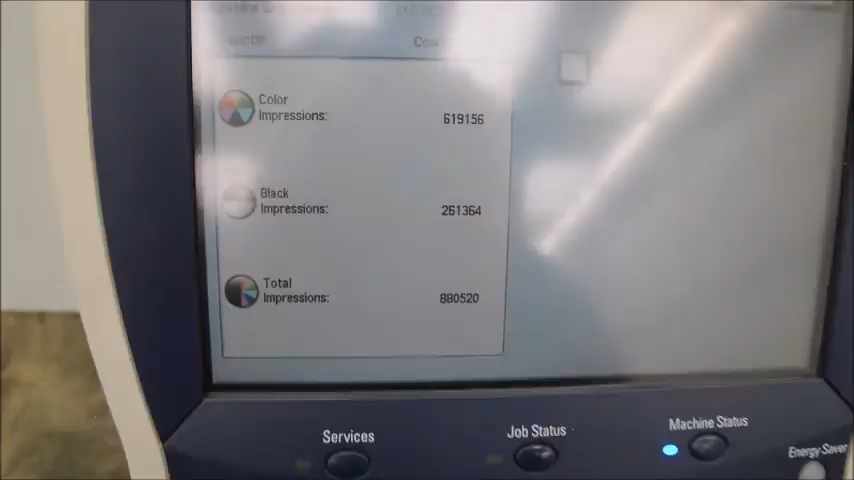 Color
Impressions:
619156
Black
Impressions:
261364
Total
Impressions:
880520
Services
Job Status
Machine Status
Energy Saver